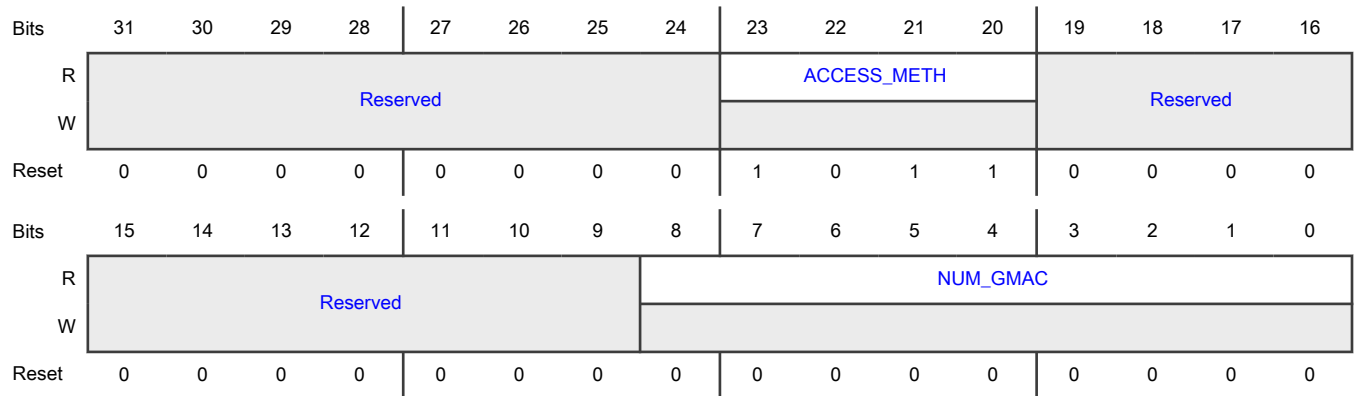 Bits 31 30 29 28 27 26 25 24 23 22 21 20 19 18 17 16
R Reserved ACCESS_METH Reserved
W
Reset 0 0 0 0 0 0 0 0 1 0 1 1 0 0 0 0
Bits 15 14 13 12 11 10 9 8 7 6 5 4 3 2 1 0
R Reserved NUM_GMAC
W
Reset 0 0 0 0 0 0 0 0 0 0 0 0 0 0 0 0